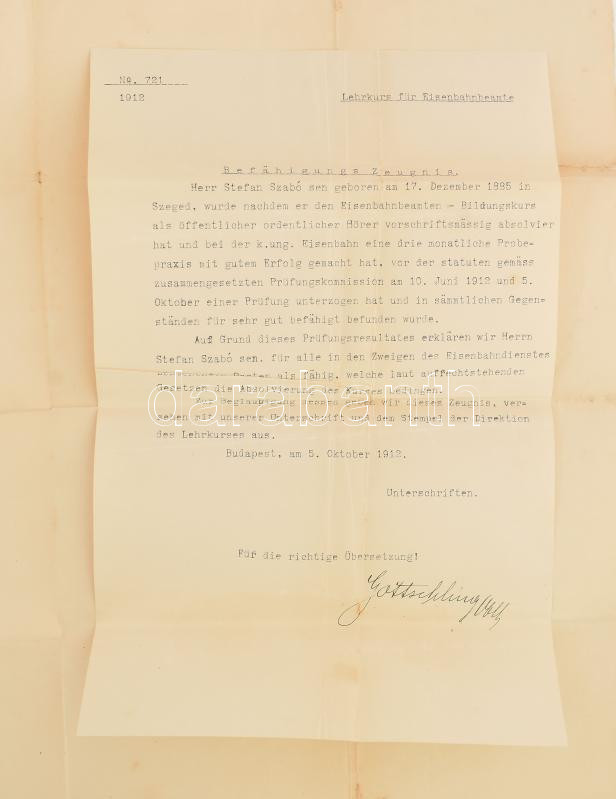 No. 721
1912
Lehrkurs für Eisenbahnbeamte
Befähigungs Zeugnis.
Herr Stefan Szabó sen geboren am 17. Dezember 1885 in
Szeged, wurde nachdem er den Eisenbahnbeamten - Bildungskurs
als öffentlicher ordentlicher Hörer vorschriftsmässig absolvier
hat und bei der k.ung. Eisenbahn eine drie monatliche Probe-
praxis mit gutem Erfolg gemacht hat, vor der statuten gemäss
zusammengesetzten Prüfungskommission am 10. Juni 1912 und 5.
Oktober einer Prüfung unterzogen hat und in sämmtlichen Gegen=
ständen für sehr gut befähigt befunden wurde.
Auf Grund dieses Prüfungsresultates erklären wir Herrn
Stefan Szabó sen. für alle in den Zweigen des Eisenbahndienstes
Posten als fähig, welche laut auffrechtstehenden
Gesetzen die Absolvierung des Kurses bedingen.
Zur Beglaubigung dessen wir dieses Zeugnis, ver-
sehen mit unserer Unterschrift und dem Stempel der Direktion
des Lehrkurses aus.
Budapest, am 5. Oktober 1912.
Unterschriften.
Für die richtige Übersetzung!
Gottschling
darabanth